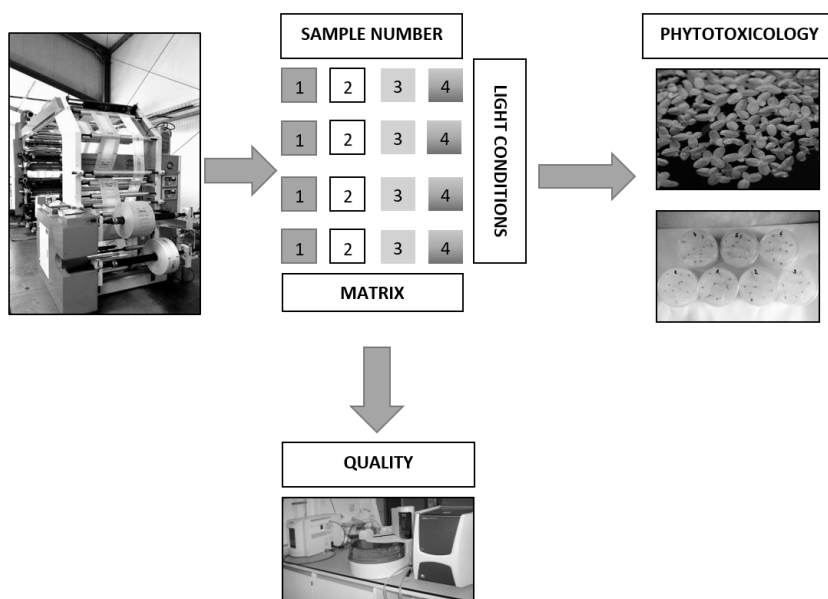 SAMPLE NUMBER
PHYTOTOXICOLOGY
1 2 3 4
1 2 3 4
1 2 3 4
1 2 3 4
LIGHT CONDITIONS
MATRIX
QUALITY